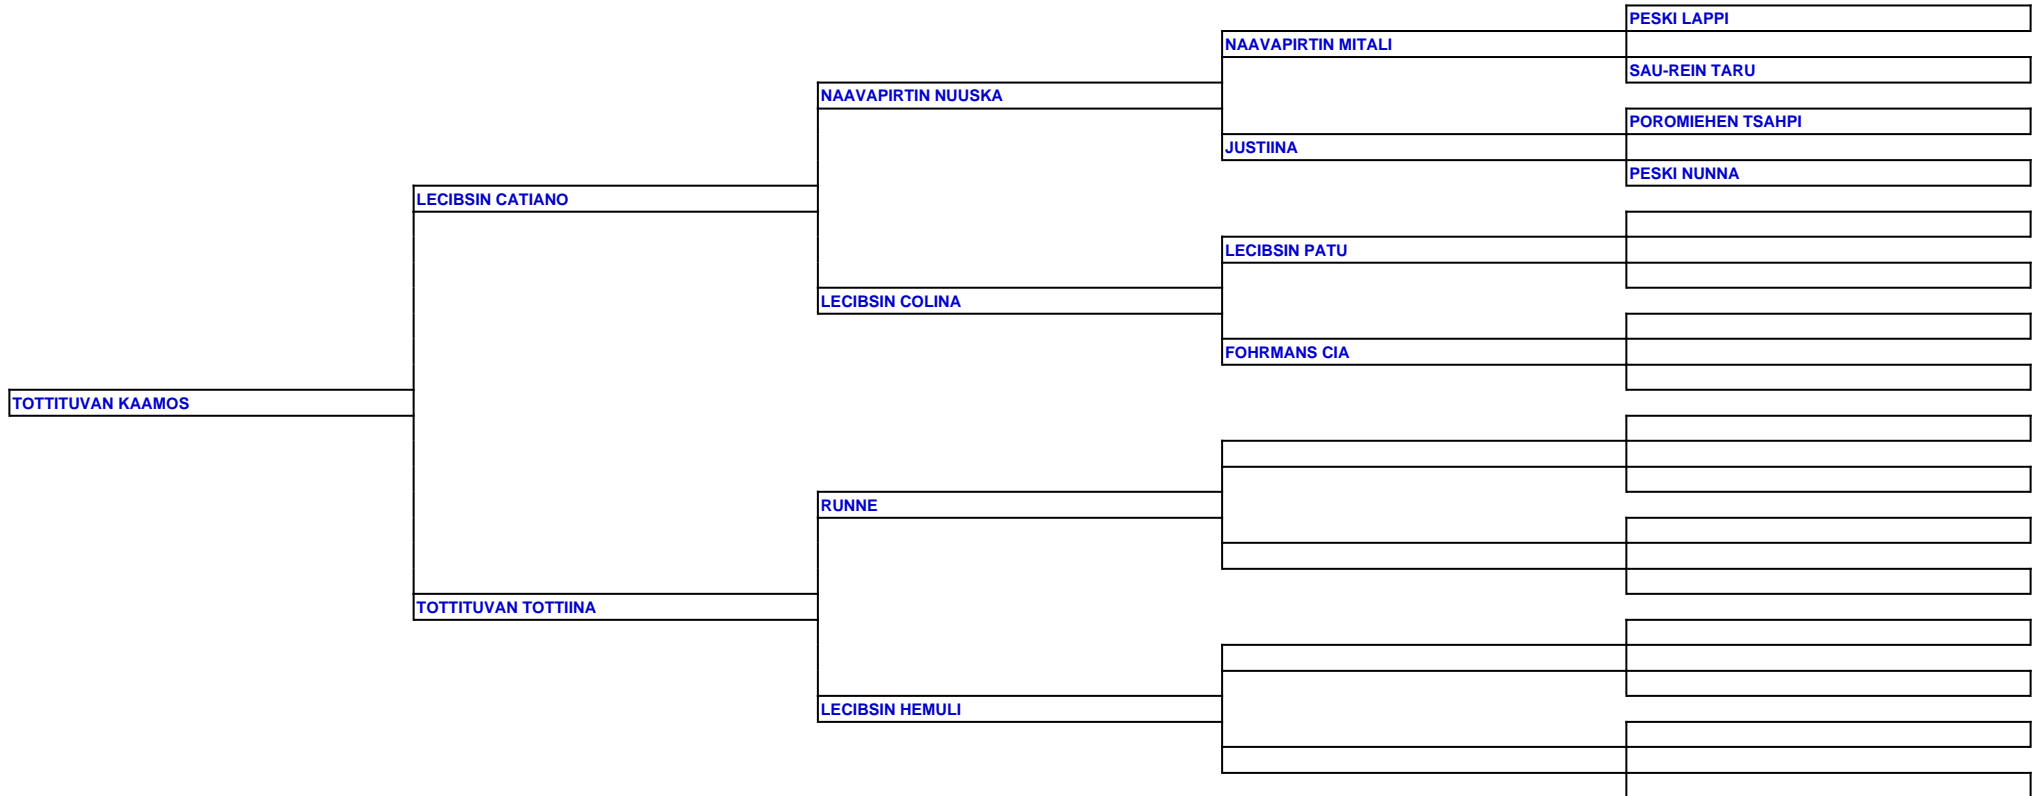 PESKI LAPPI
NAAVAPIRTIN MITALI
SAU-REIN TARU
NAAVAPIRTIN NUUSKA
POROMIEHEN TSAHPI
JUSTIINA
PESKI NUNNA
LECIBSIN CATIANO
LECIBSIN PATU
LECIBSIN COLINA
FOHRMANS CIA
TOTTITUVAN KAAMOS
RUNNE
TOTTITUVAN TOTTIINA
LECIBSIN HEMULI